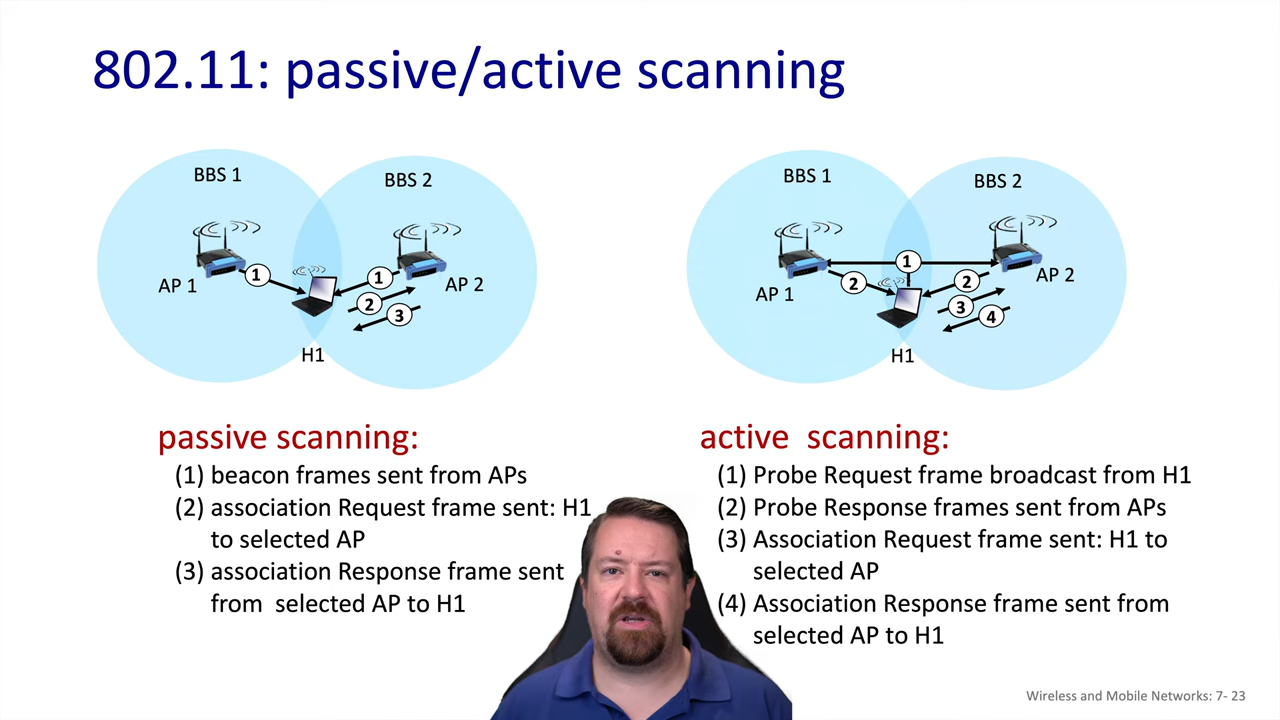 802.11: passive/active scanning
BBS 1
BBS 2
AP 1
1
1
AP 2
2
3
H1
BBS 1
BBS 2
1
AP 2
AP 1
2
2
3
4
H1
passive scanning:
(1) beacon frames sent from APs
(2) association Request frame sent: H1
to selected AP
(3) association Response frame sent
from selected AP to H1
active scanning:
(1) Probe Request frame broadcast from H1
(2) Probe Response frames sent from APs
(3) Association Request frame sent: H1 to
selected AP
(4) Association Response frame sent from
selected AP to H1
Wireless and Mobile Networks: 7- 23